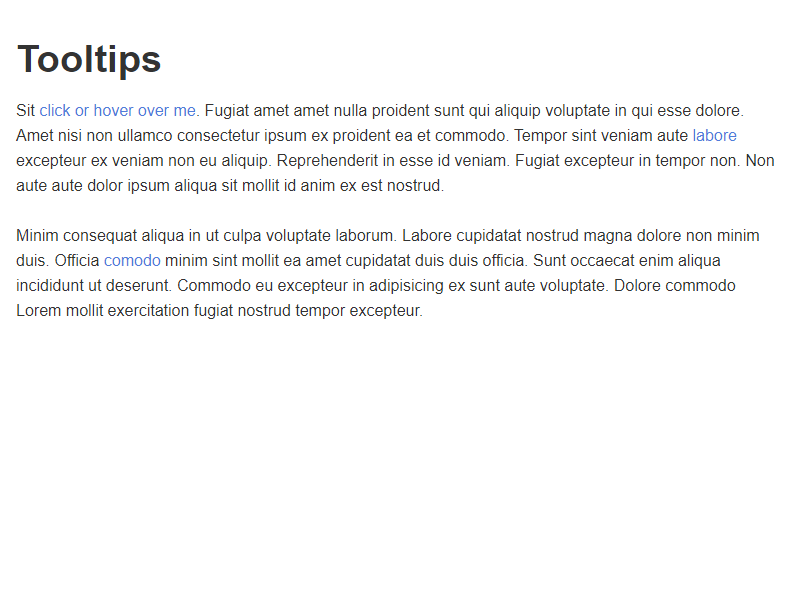 Tooltips
Sit click or hover over me. Fugiat amet amet nulla proident sunt qui aliquip voluptate in qui esse dolore.
Amet nisi non ullamco consectetur ipsum ex proident ea et commodo. Tempor sint veniam aute labore
excepteur ex veniam non eu aliquip. Reprehenderit in esse id veniam. Fugiat excepteur in tempor non. Non
aute aute dolor ipsum aliqua sit mollit id anim ex est nostrud.
Minim consequat aliqua in ut culpa voluptate laborum. Labore cupidatat nostrud magna dolore non minim
duis. Officia comodo minim sint mollit ea amet cupidatat duis duis officia. Sunt occaecat enim aliqua
incididunt ut deserunt. Commodo eu excepteur in adipisicing ex sunt aute voluptate. Dolore commodo
Lorem mollit exercitation fugiat nostrud tempor excepteur.